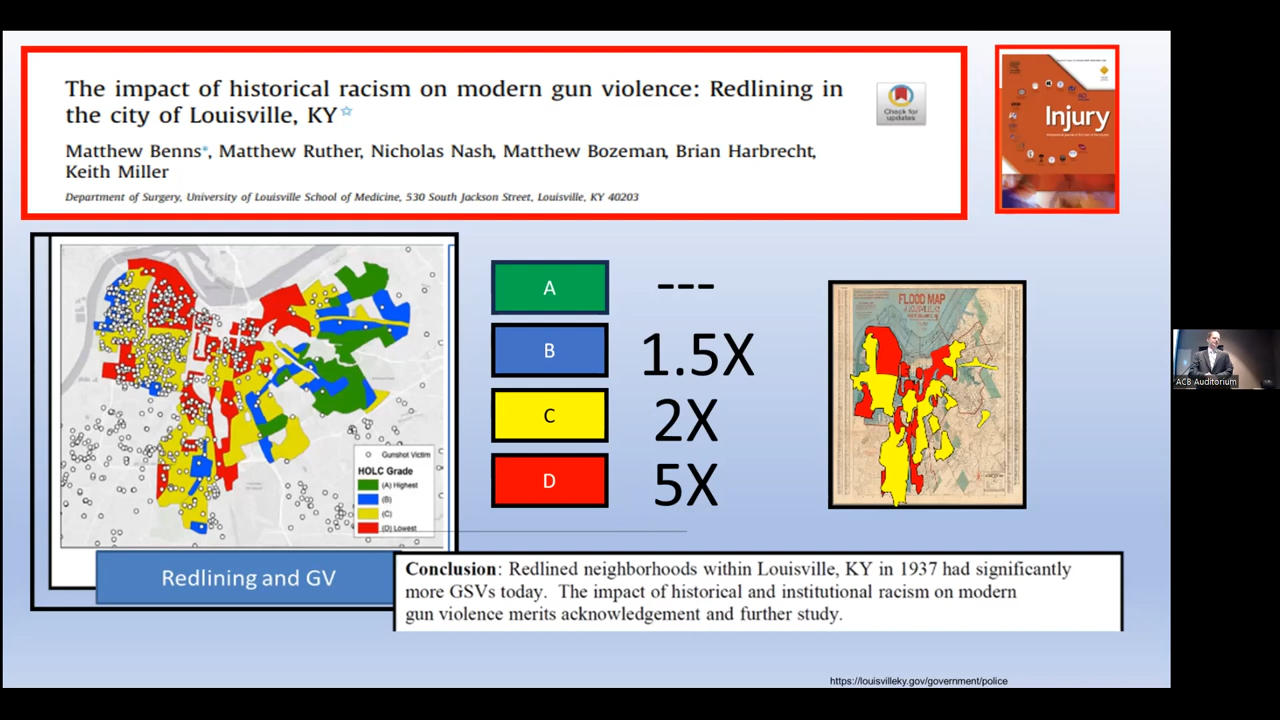 The impact of historical racism on modern gun violence: Redlining in
the city of Louisville, KY☆
Matthew Benns*, Matthew Ruther, Nicholas Nash, Matthew Bozeman, Brian Harbrecht,
Keith Miller
Department of Surgery, University of Louisville School of Medicine, 530 South Jackson Street, Louisville, KY 40203
Check for
updates
Injury
Gunshot Victim
HOLC Grade
(A) Highest
(B)
(C)
(D) Lowest
A ---
B 1.5X
C 2X
D 5X
FLOOD MAP
ACB Auditorium
Redlining and GV
Conclusion: Redlined neighborhoods within Louisville, KY in 1937 had significantly
more GSVs today. The impact of historical and institutional racism on modern
gun violence merits acknowledgement and further study.
https://louisvilleky.gov/government/police